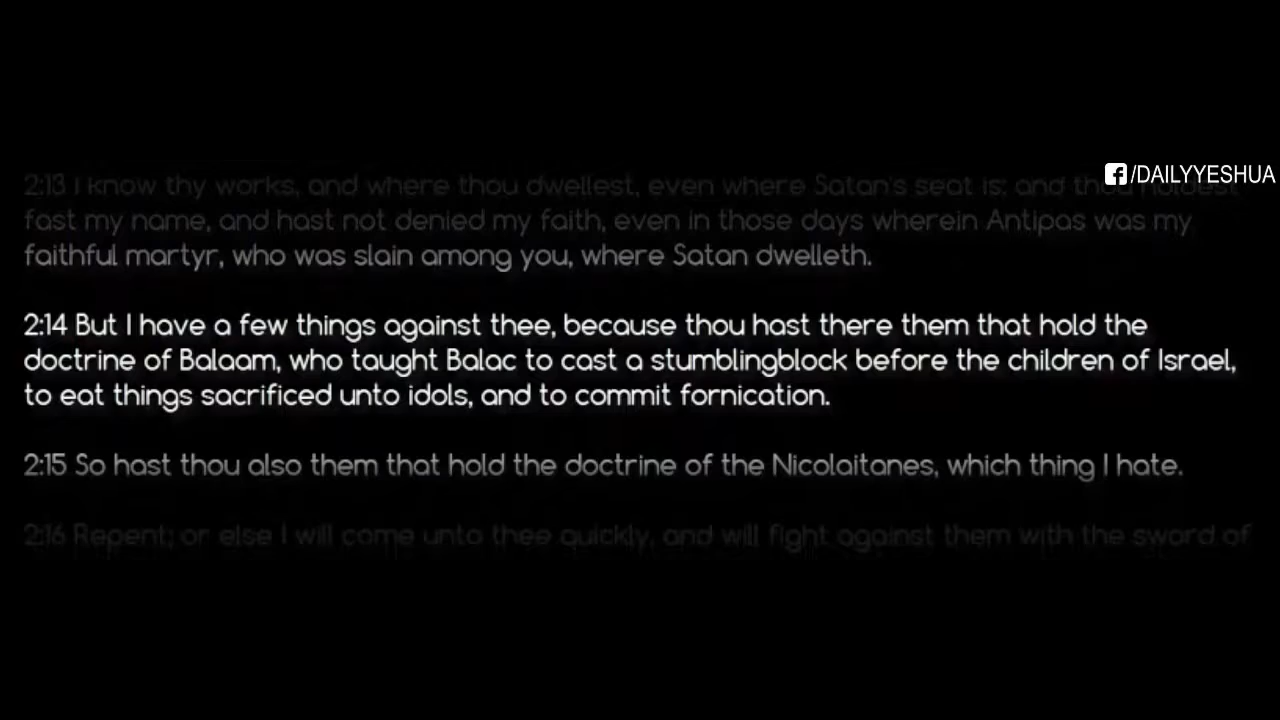 /DAILYYESHUA
2:13 I know thy works, and where thou dwellest, even where Satan's seat is: and
fast my name, and hast not denied my faith, even in those days wherein Antipas was my
faithful martyr, who was slain among you, where Satan dwelleth.
2:14 But I have a few things against thee, because thou hast there them that hold the
doctrine of Balaam, who taught Balac to cast a stumblingblock before the children of Israel,
to eat things sacrificed unto idols, and to commit fornication.
2:15 So hast thou also them that hold the doctrine of the Nicolaitanes, which thing I hate.
2:16 Repent; or else I will come unto thee quickly, and will fight against them with the sword of